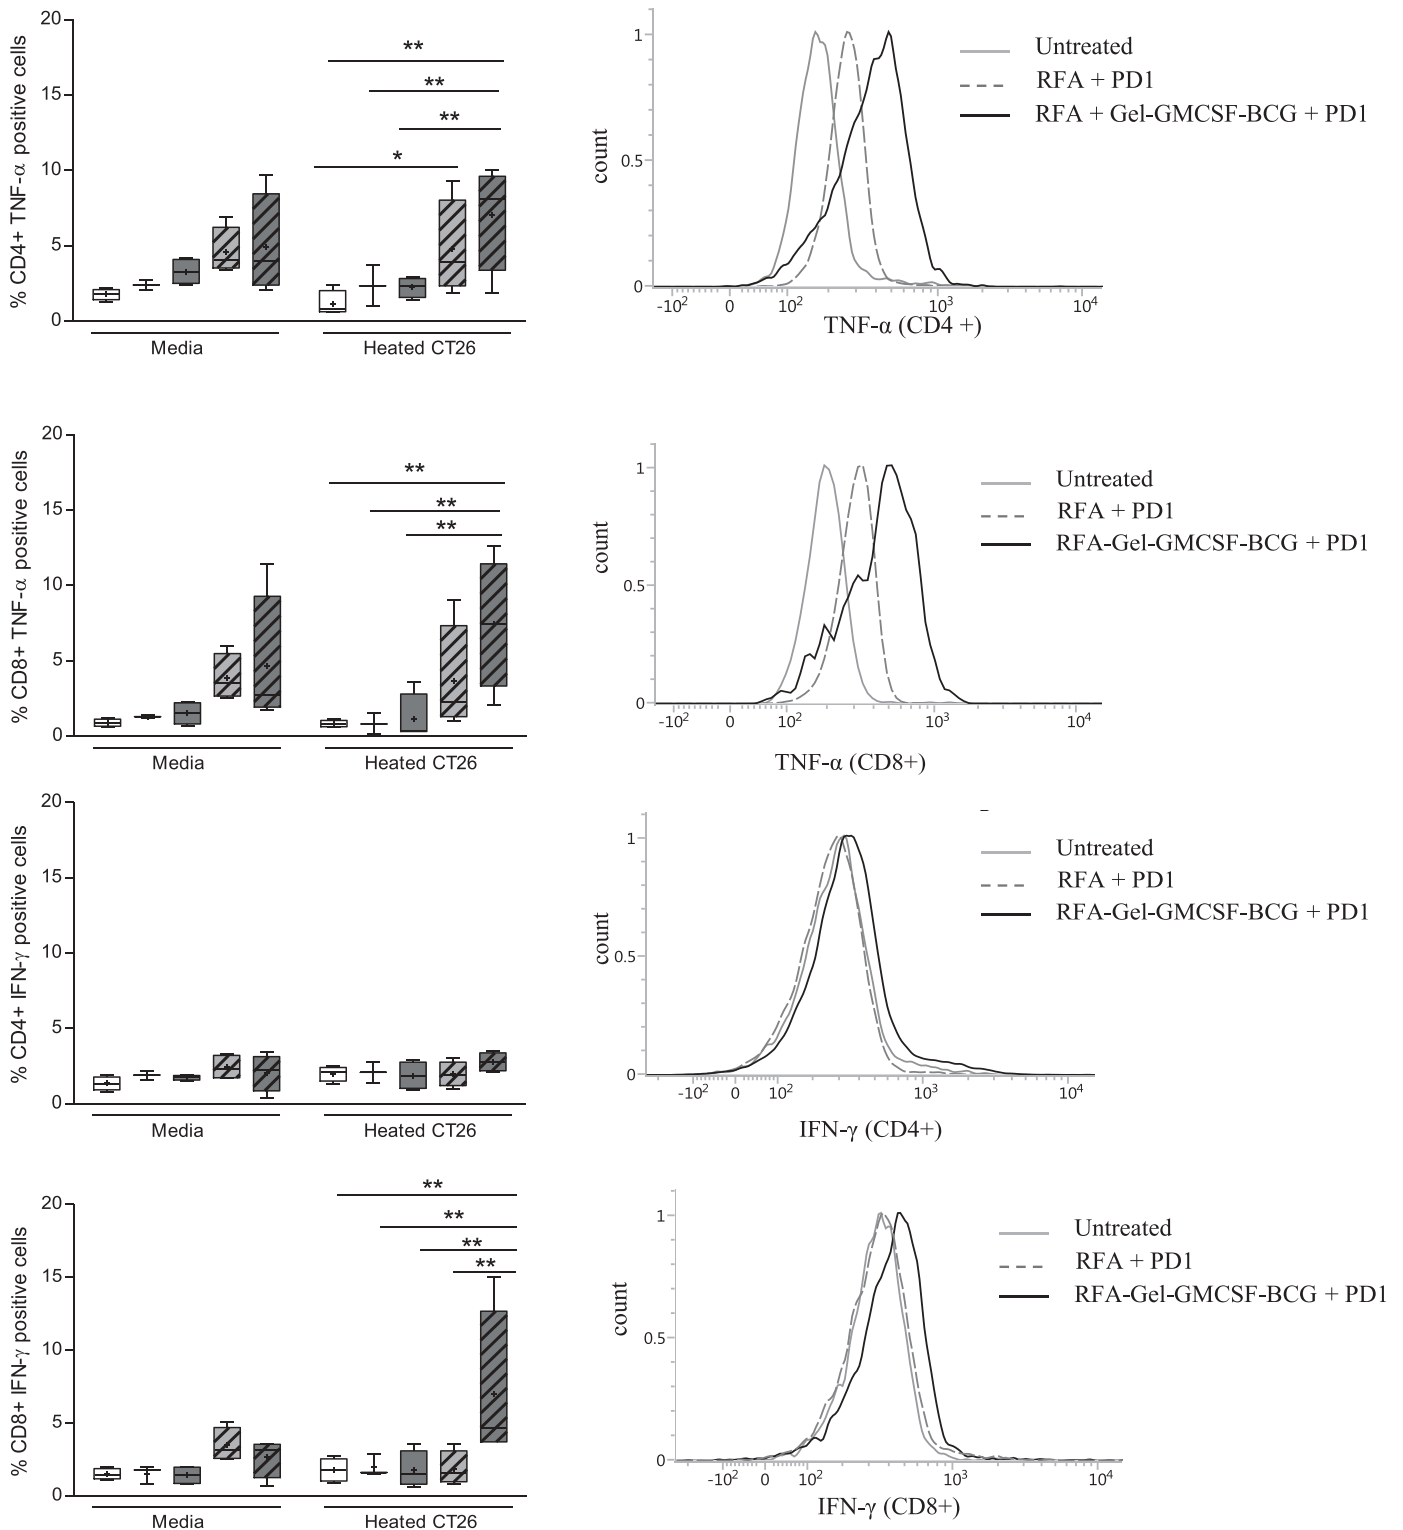 % CD4+ TNF-α positive cells
20
15
10
5
0
**
**
**
*
Media
Heated CT26
count
1
0.5
0
-10²
0
10²
10³
10⁴
TNF-α (CD4 +)
Untreated
RFA + PD1
RFA + Gel-GMCSF-BCG + PD1
% CD8+ TNF-α positive cells
20
15
10
5
0
**
**
**
Media
Heated CT26
count
1
0.5
0
-10²
0
10²
10³
10⁴
TNF-α (CD8+)
Untreated
RFA + PD1
RFA-Gel-GMCSF-BCG + PD1
% CD4+ IFN-γ positive cells
20
15
10
5
0
Media
Heated CT26
count
1
0.5
0
-10²
0
10²
10³
10⁴
IFN-γ (CD4+)
Untreated
RFA + PD1
RFA-Gel-GMCSF-BCG + PD1
% CD8+ IFN-γ positive cells
20
15
10
5
0
**
**
**
**
Media
Heated CT26
count
1
0.5
0
-10²
0
10²
10³
10⁴
IFN-γ (CD8+)
Untreated
RFA + PD1
RFA-Gel-GMCSF-BCG + PD1